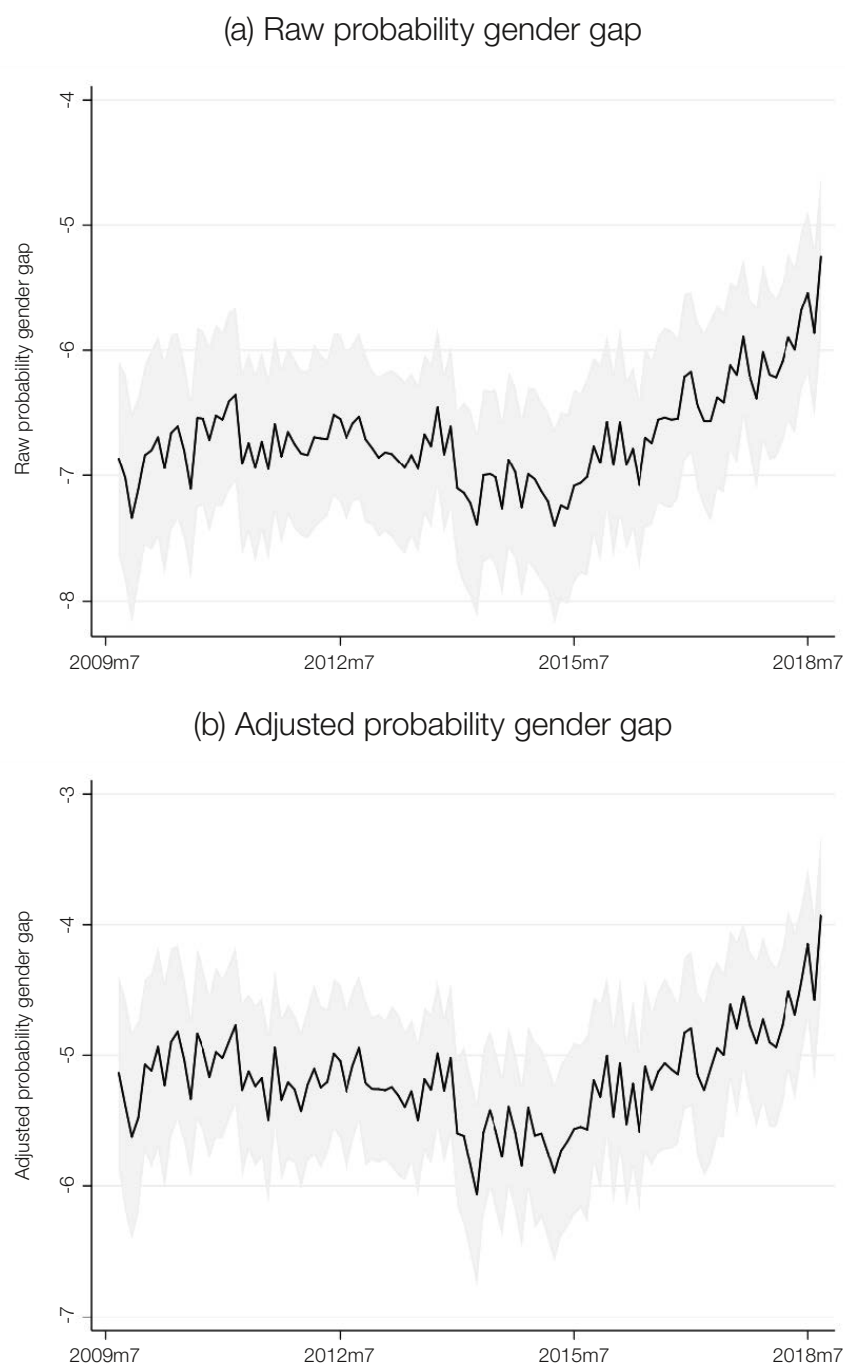 (a) Raw probability gender gap
-4
-5
-6
-7
-8
Raw probability gender gap
2009m7 2012m7 2015m7 2018m7
(b) Adjusted probability gender gap
-3
-4
-5
-6
-7
Adjusted probability gender gap
2009m7 2012m7 2015m7 2018m7